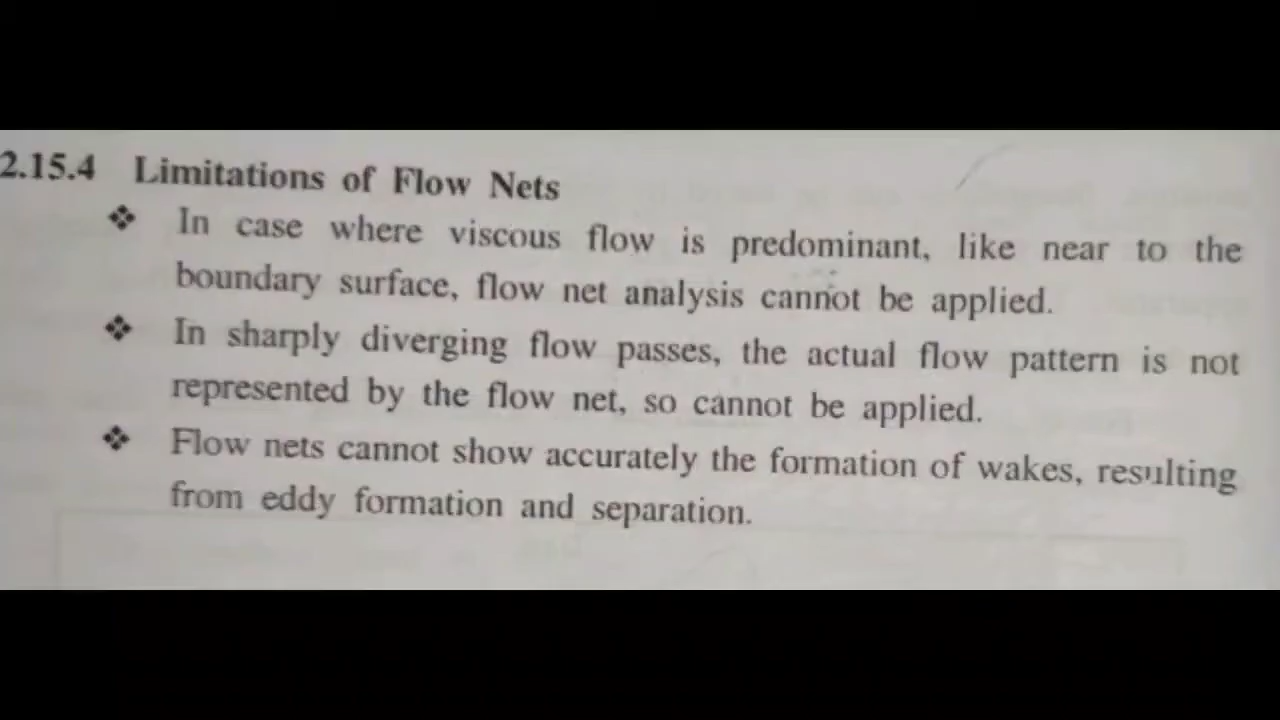 2.15.4 Limitations of Flow Nets
❖ In case where viscous flow is predominant, like near to the
boundary surface, flow net analysis cannot be applied.
❖ In sharply diverging flow passes, the actual flow pattern is not
represented by the flow net, so cannot be applied.
❖ Flow nets cannot show accurately the formation of wakes, resulting
from eddy formation and separation.